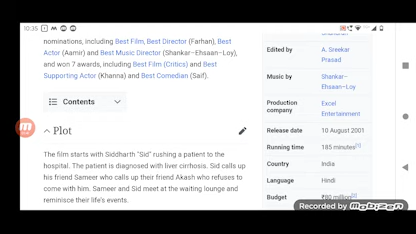 10:35
nominations, including Best Film, Best Director (Farhan), Best
Actor (Aamir) and Best Music Director (Shankar–Ehsaan–Loy),
and won 7 awards, including Best Film (Critics) and Best
Supporting Actor (Khanna) and Best Comedian (Saif).
Contents
Plot
The film starts with Siddharth "Sid" rushing a patient to the
hospital. The patient is diagnosed with liver cirrhosis. Sid calls up
his friend Sameer who calls up their friend Akash who refuses to
come with him. Sameer and Sid meet at the waiting lounge and
reminisce their life's events.
Edited by
A. Sreekar
Prasad
Music by
Shankar–
Ehsaan–Loy
Production
company
Excel
Entertainment
Release date
10 August 2001
Running time
185 minutes[1]
Country
India
Language
Hindi
Budget
₹80 million
Recorded by Mobizen